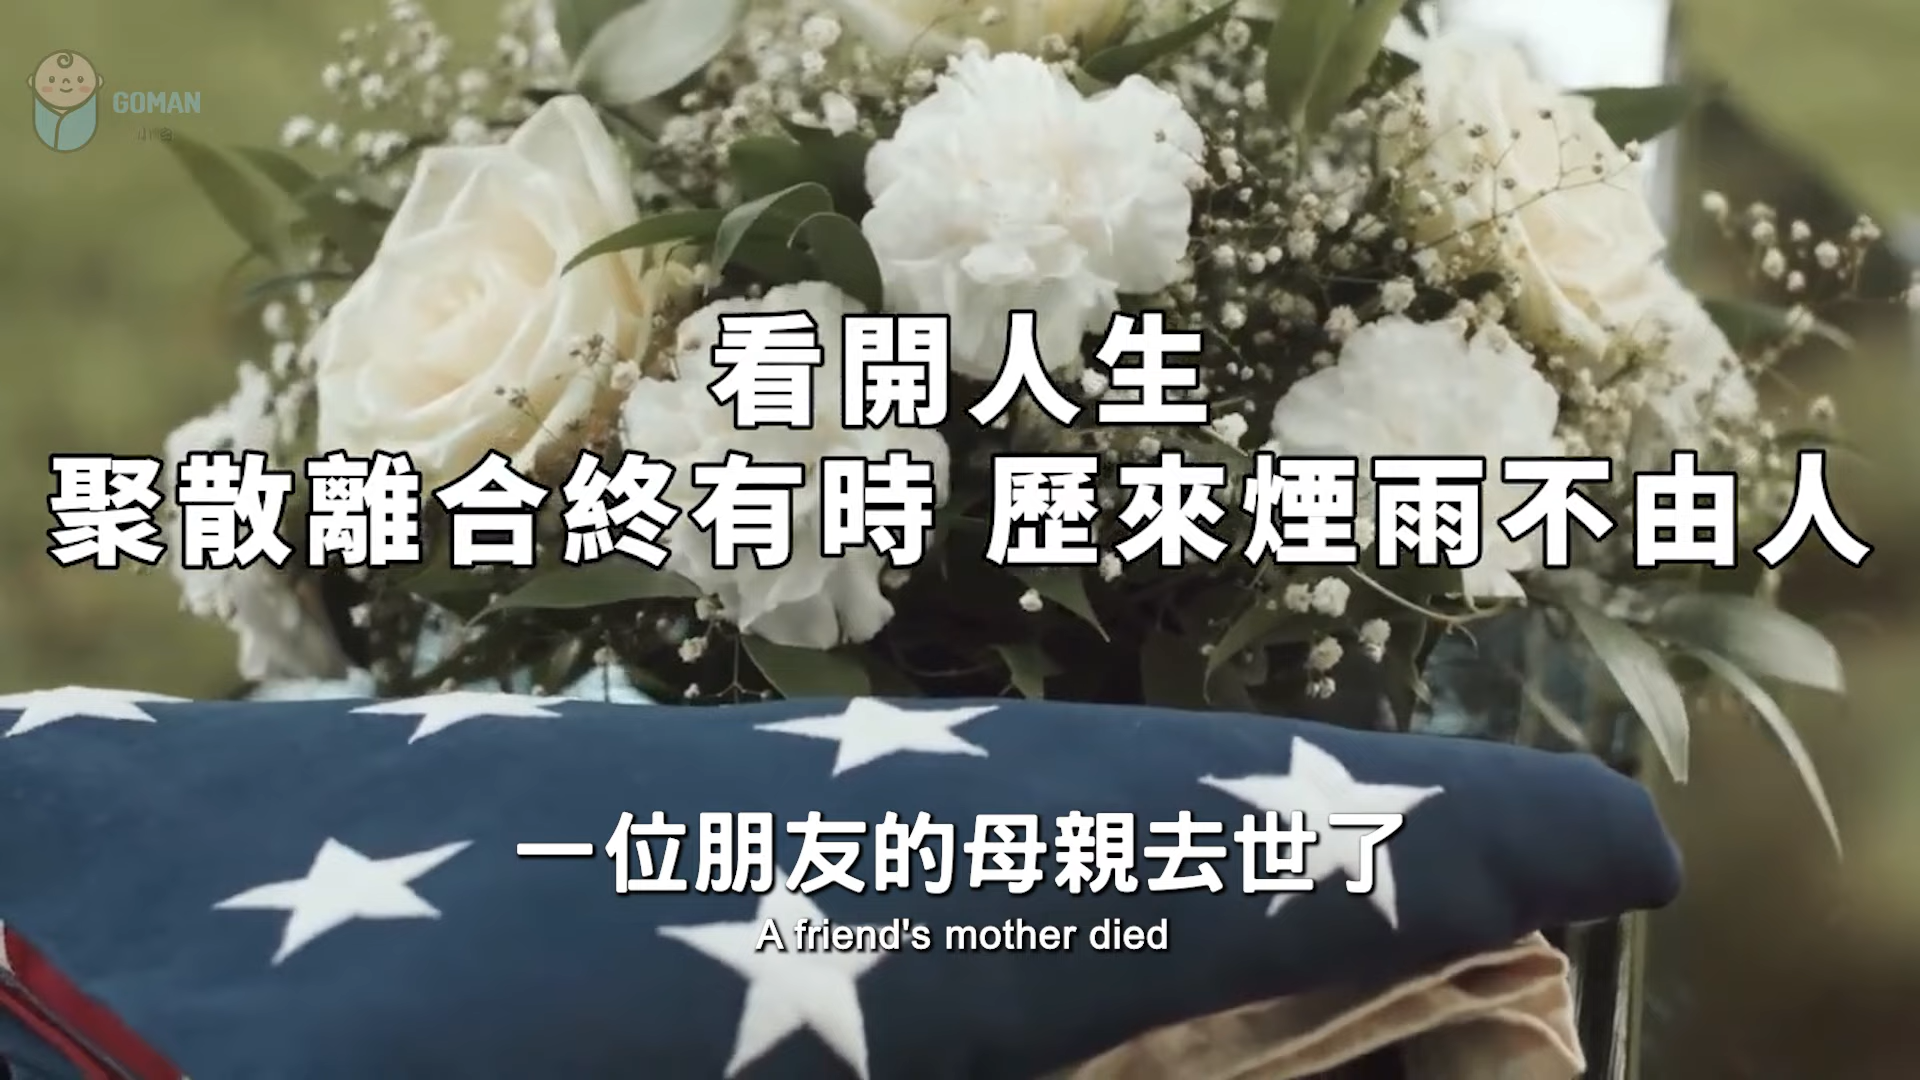 GOMAN
看開人生
聚散離合終有時 歷來煙雨不由人
一位朋友的母親去世了
A friend's mother died